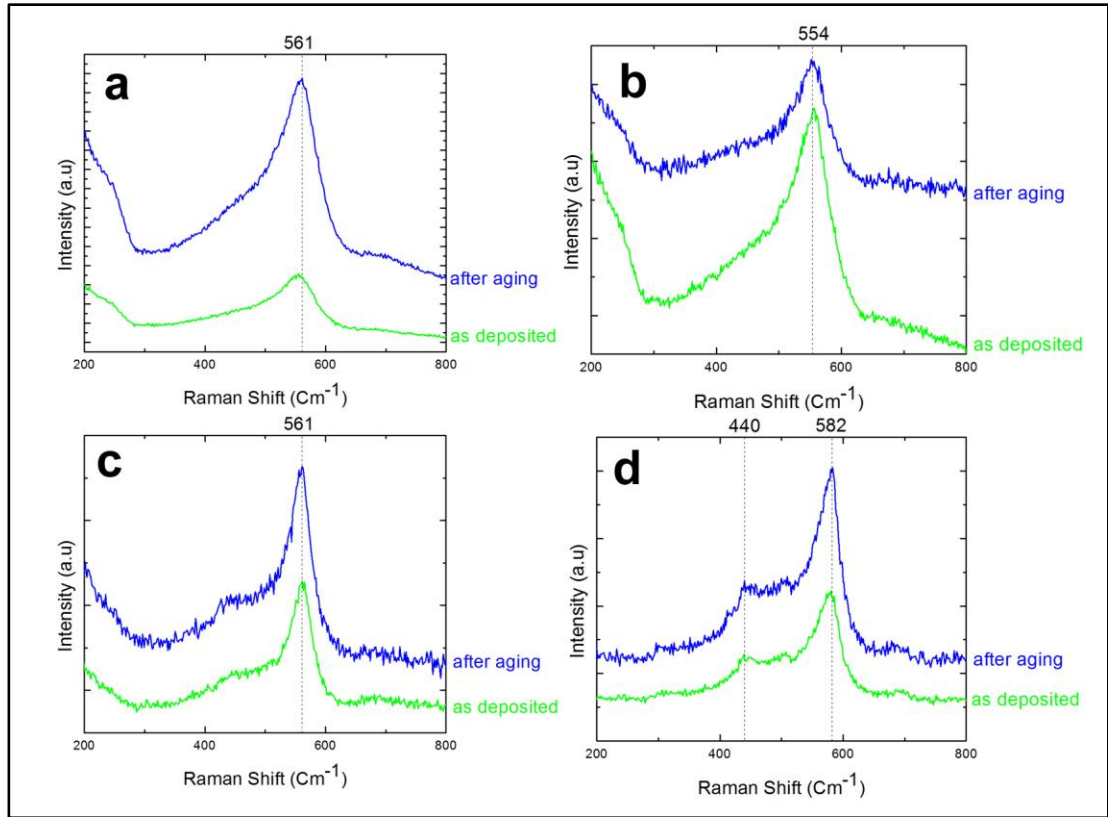 561
a
after aging
as deposited
Intensity (a.u)
200 400 600 800
Raman Shift (Cm-1)
554
b
after aging
as deposited
Intensity (a.u)
200 400 600 800
Raman Shift (Cm-1)
561
c
after aging
as deposited
Intensity (a.u)
200 400 600 800
Raman Shift (Cm-1)
440 582
d
after aging
as deposited
Intensity (a.u)
200 400 600 800
Raman Shift (Cm-1)